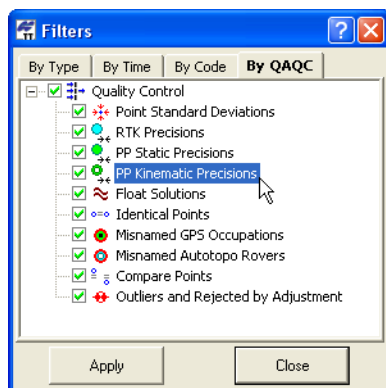 Filters
By Type By Time By Code By QAQC
Quality Control
Point Standard Deviations
RTK Precisions
PP Static Precisions
PP Kinematic Precisions
Float Solutions
Identical Points
Misnamed GPS Occupations
Misnamed Autotopo Rovers
Compare Points
Outliers and Rejected by Adjustment
Apply Close